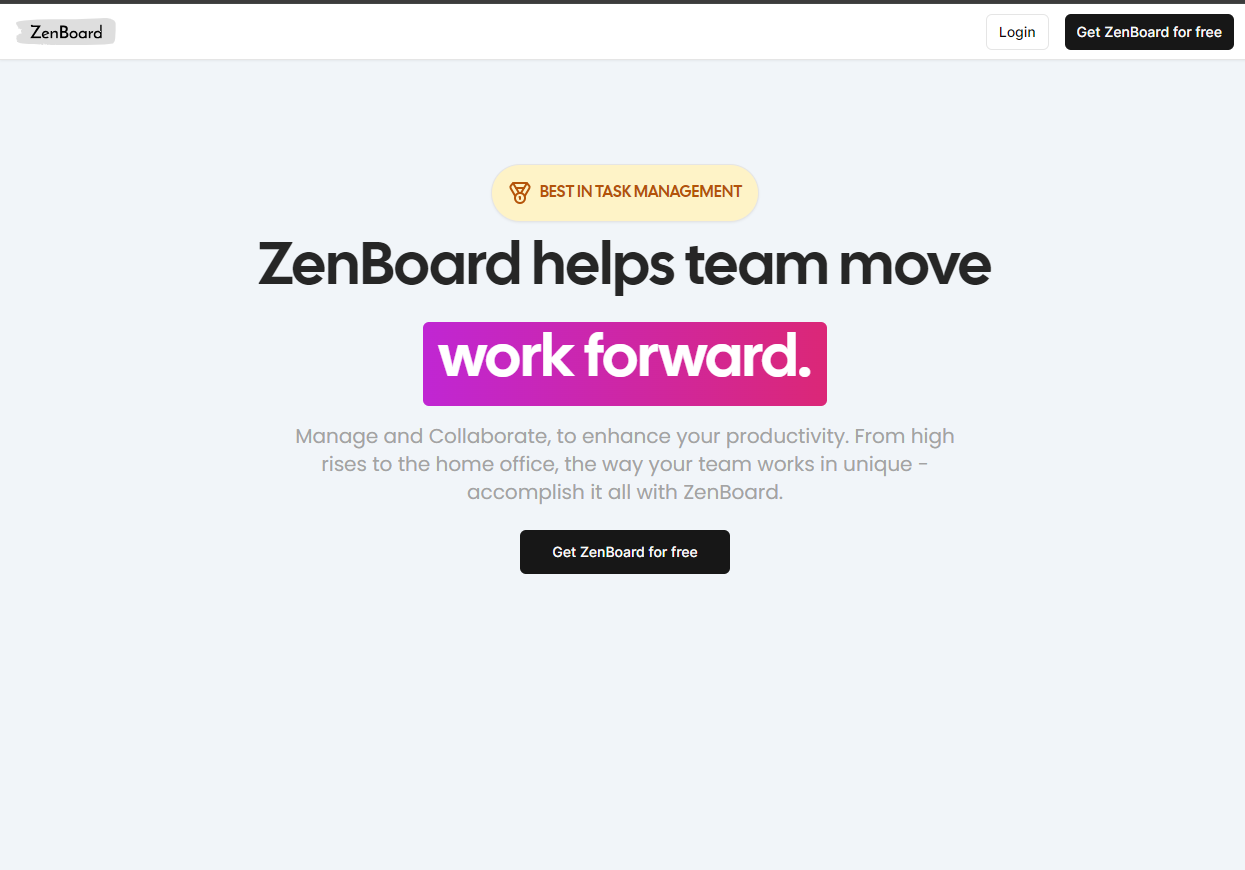 ZenBoard
Login
Get ZenBoard for free
BEST IN TASK MANAGEMENT
ZenBoard helps team move
work forward.
Manage and Collaborate, to enhance your productivity. From high
rises to the home office, the way your team works in unique -
accomplish it all with ZenBoard.
Get ZenBoard for free